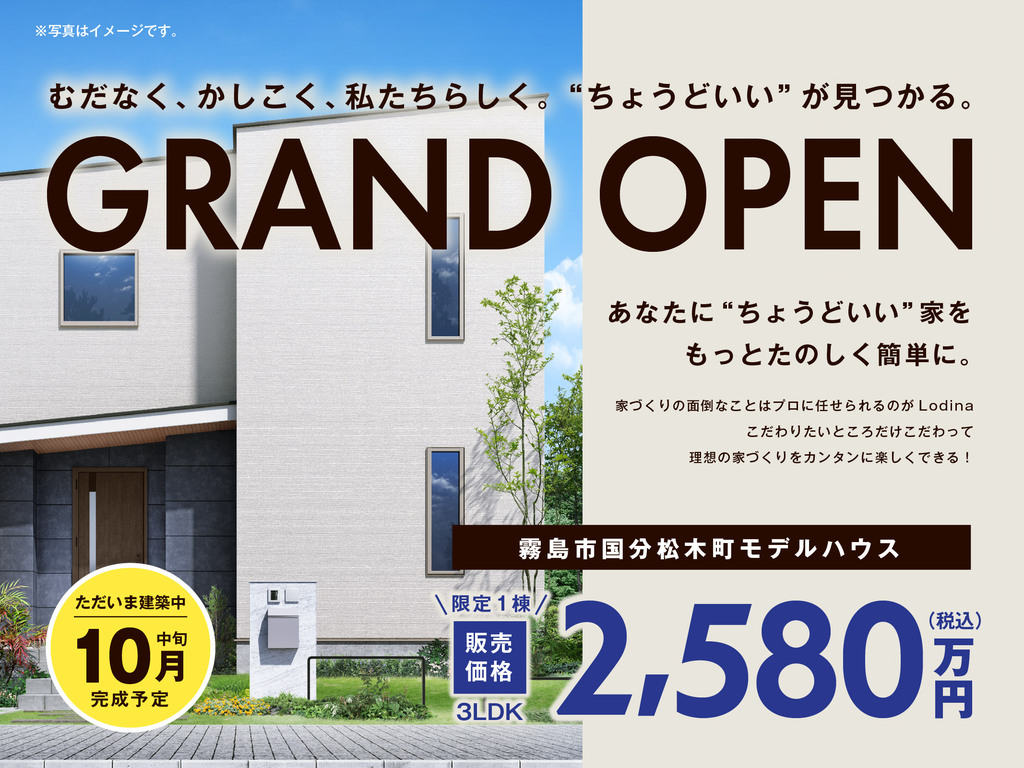 ※写真はイメージです。
むだなく、かしこく、私たちらしく。“ちょうどいい”が見つかる。
GRAND OPEN
あなたに“ちょうどいい”家を
もっとたのしく簡単に。
家づくりの面倒なことはプロに任せられるのが Lodina
こだわりたいところだけこだわって
理想の家づくりをカンタンに楽しくできる！
霧島市国分松木町モデルハウス
ただいま建築中
10月中旬
完成予定
\限定1棟/
販売
価格
3LDK
2,580万円(税込)